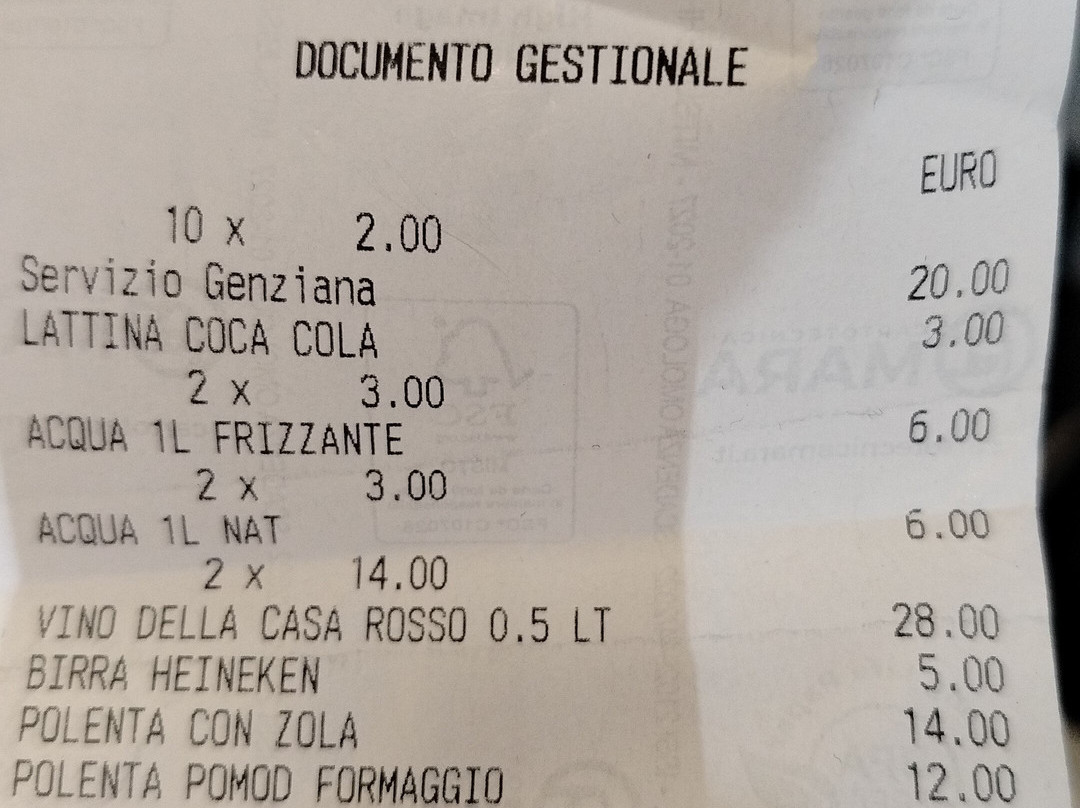 DOCUMENTO GESTIONALE
EURO
10 x 2.00
Servizio Genziana 20.00
LATTINA COCA COLA 3.00
2 x 3.00
ACQUA 1L FRIZZANTE 6.00
2 x 3.00
ACQUA 1L NAT 6.00
2 x 14.00
VINO DELLA CASA ROSSO 0.5 LT 28.00
BIRRA HEINEKEN 5.00
POLENTA CON ZOLA 14.00
POLENTA POMOD FORMAGGIO 12.00